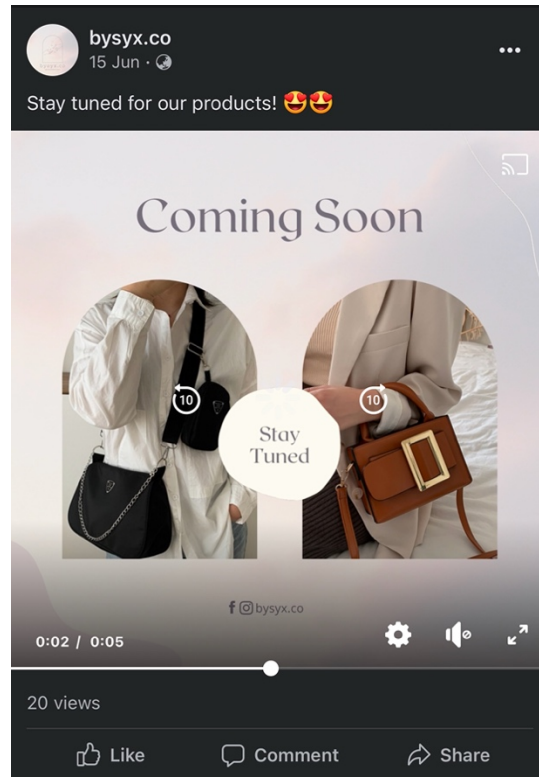 bysyx.co
15 Jun ·
Stay tuned for our products! 🤩🤩
Coming Soon
10
10
Stay
Tuned
bysyx.co
0:02 / 0:05
20 views
Like Comment Share